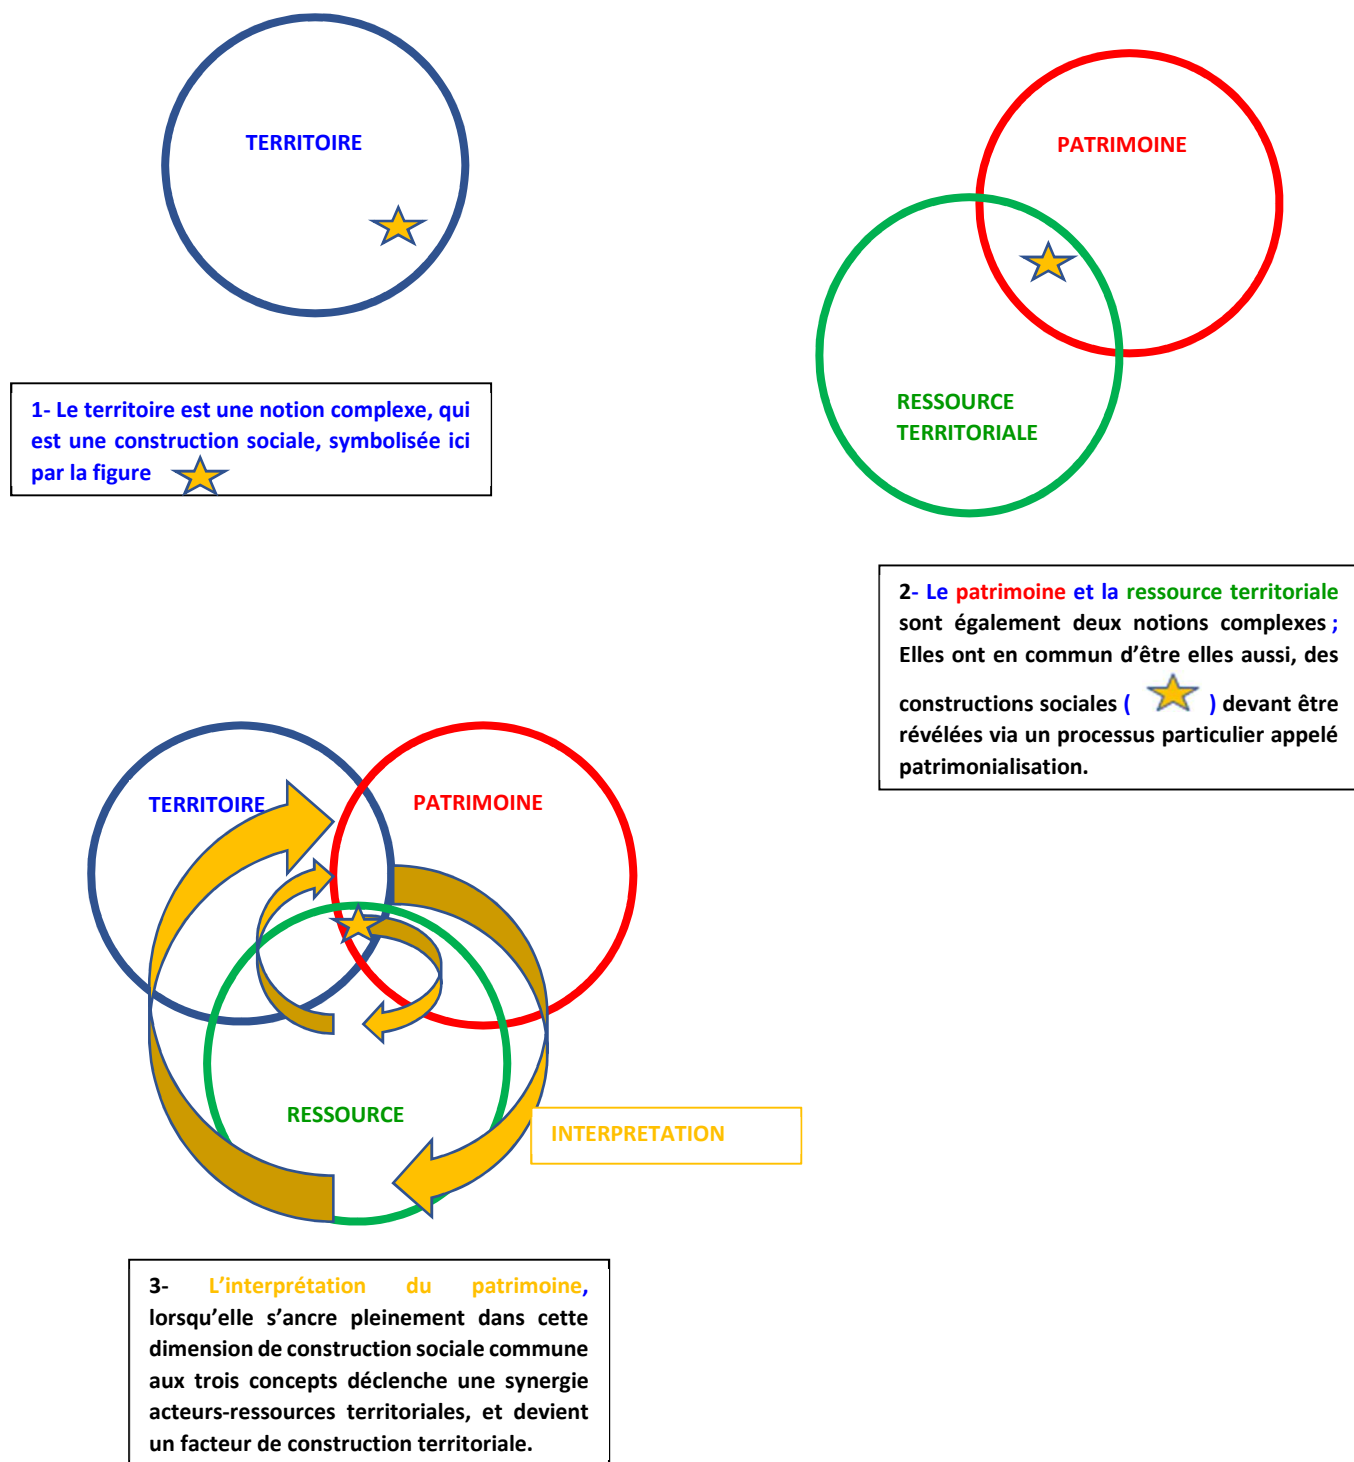 TERRITOIRE
1- Le territoire est une notion complexe, qui
est une construction sociale, symbolisée ici
par la figure
PATRIMOINE
RESSOURCE
TERRITORIALE
2- Le patrimoine et la ressource territoriale
sont également deux notions complexes ;
Elles ont en commun d’être elles aussi, des
constructions sociales ( ) devant être
révélées via un processus particulier appelé
patrimonialisation.
TERRITOIRE
PATRIMOINE
RESSOURCE
INTERPRETATION
3- L’interprétation du patrimoine,
lorsqu’elle s’ancre pleinement dans cette
dimension de construction sociale commune
aux trois concepts déclenche une synergie
acteurs-ressources territoriales, et devient
un facteur de construction territoriale.